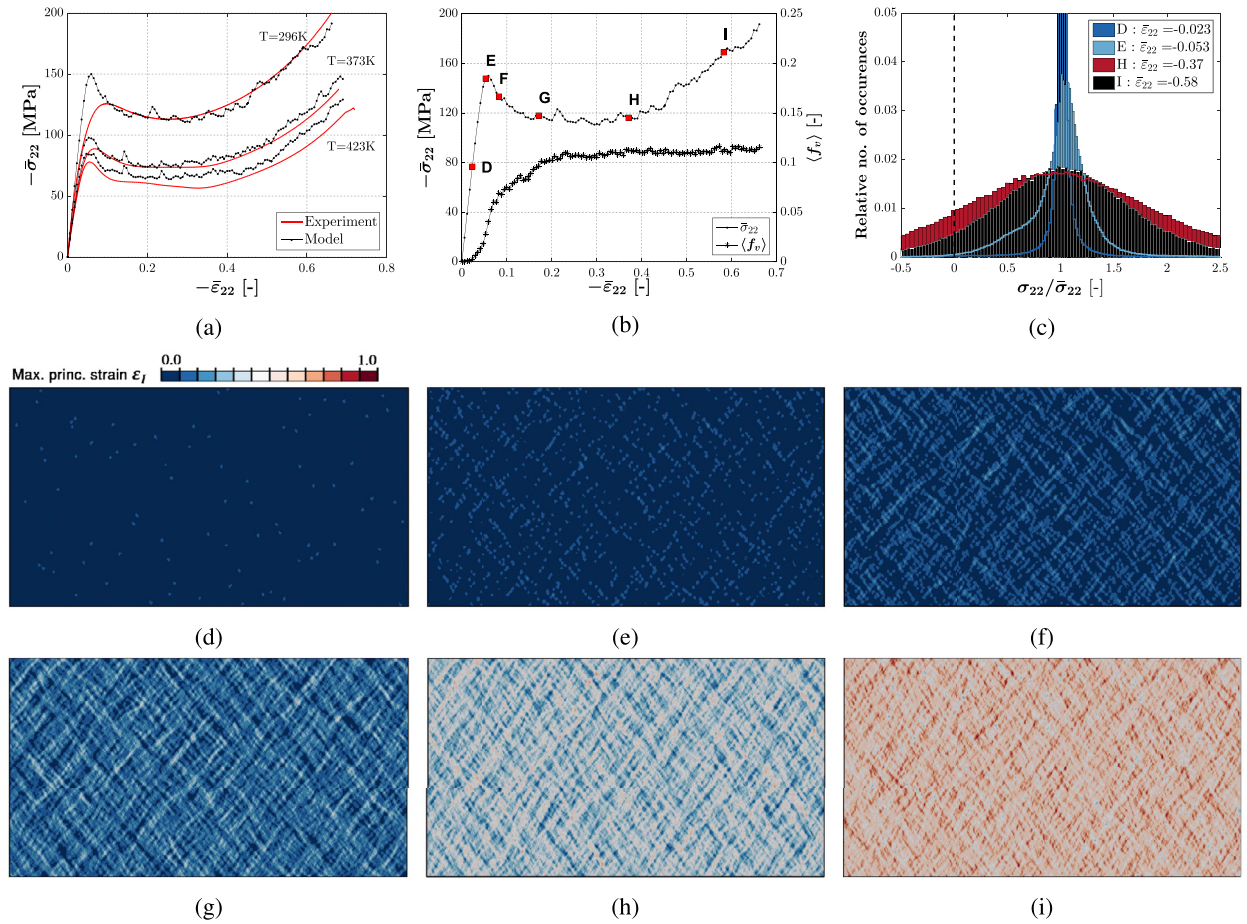 200
150
100
50
0
0
0.2
0.4
0.6
0.8
−σ̄₂₂ [MPa]
−ε̄₂₂ [-]
T=296K
T=373K
T=423K
Experiment
Model
(a)
200
160
120
80
40
0
0
0.1
0.2
0.3
0.4
0.5
0.6
0.7
0.25
0.2
0.15
0.1
0.05
0
−σ̄₂₂ [MPa]
−ε̄₂₂ [-]
⟨fᵥ⟩ [-]
D
E
F
G
H
I
σ̄₂₂
⟨fᵥ⟩
(b)
0.05
0.04
0.03
0.02
0.01
0
-0.5
0
0.5
1
1.5
2
2.5
Relative no. of occurences
σ₂₂/σ̄₂₂ [-]
D : ε̄₂₂ =-0.023
E : ε̄₂₂ =-0.053
H : ε̄₂₂ =-0.37
I : ε̄₂₂ =-0.58
(c)
Max. princ. strain εI
0.0
1.0
(d)
(e)
(f)
(g)
(h)
(i)